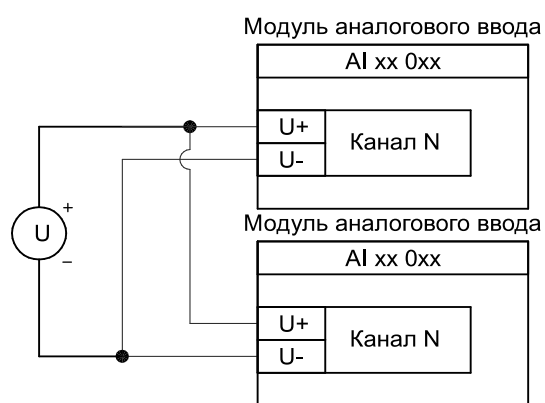 Модуль аналогового ввода
AI xx 0xx
U+
Канал N
U-
+
U
–
Модуль аналогового ввода
AI xx 0xx
U+
Канал N
U-